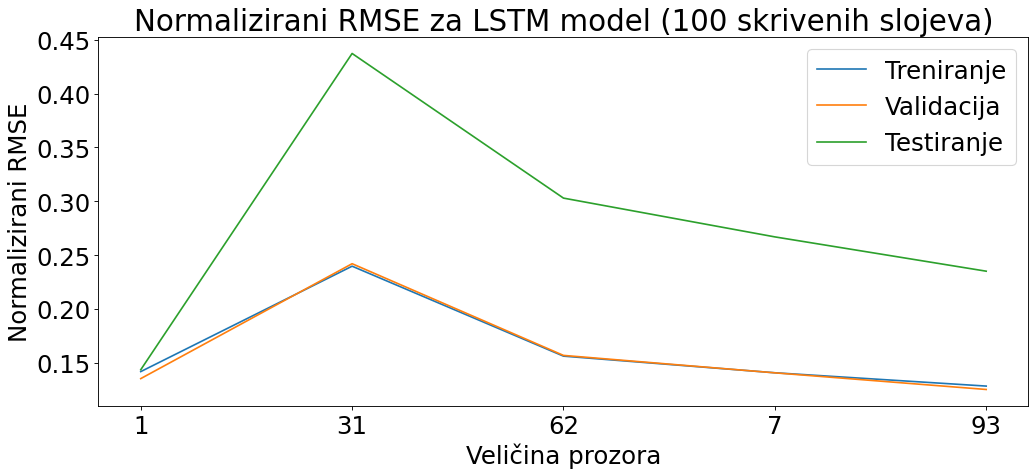 Normalizirani RMSE za LSTM model (100 skrivenih slojeva)
0.45
0.40
0.35
0.30
0.25
0.20
0.15
Normalizirani RMSE
Treniranje
Validacija
Testiranje
1 31 62 7 93
Veličina prozora